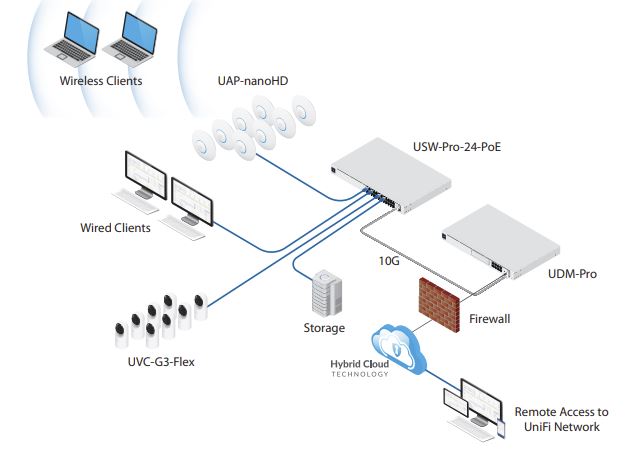 Wireless Clients
UAP-nanoHD
USW-Pro-24-PoE
Wired Clients
10G
UDM-Pro
Storage
Firewall
UVC-G3-Flex
Hybrid Cloud
TECHNOLOGY
Remote Access to
UniFi Network